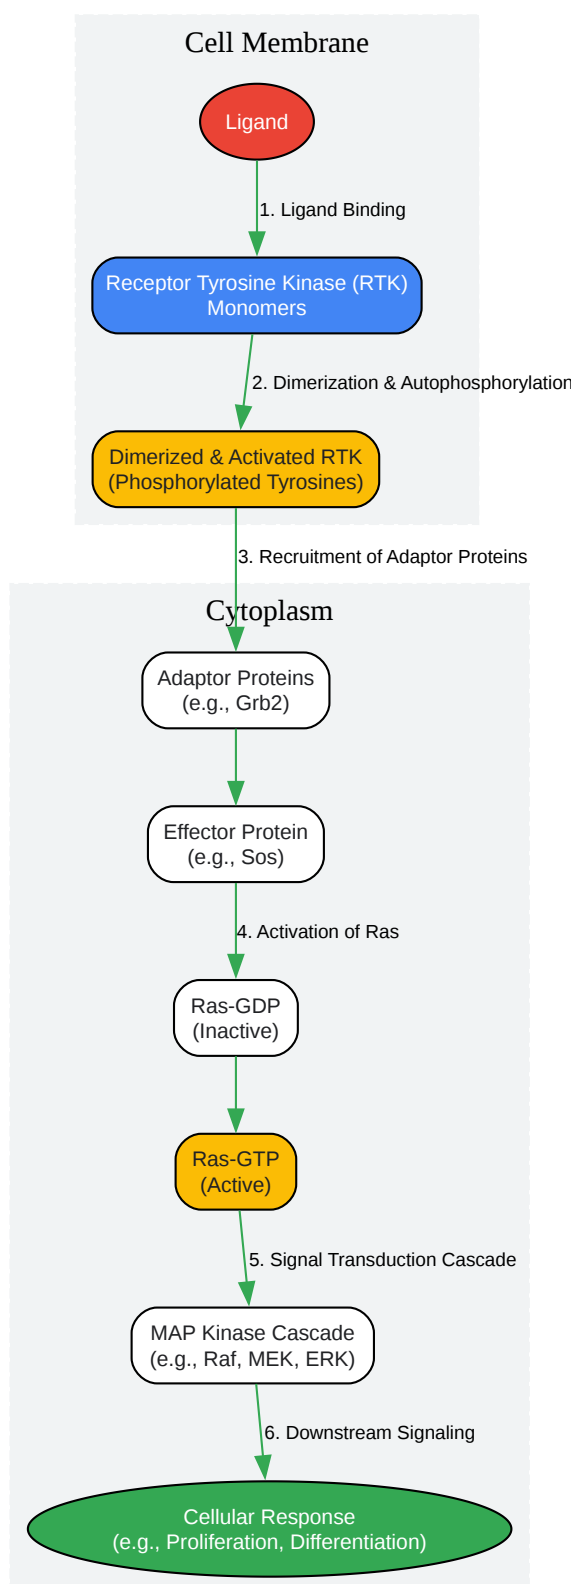 Cell Membrane
Ligand
1. Ligand Binding
Receptor Tyrosine Kinase (RTK)
Monomers
2. Dimerization & Autophosphorylation
Dimerized & Activated RTK
(Phosphorylated Tyrosines)
3. Recruitment of Adaptor Proteins
Cytoplasm
Adaptor Proteins
(e.g., Grb2)
Effector Protein
(e.g., Sos)
4. Activation of Ras
Ras-GDP
(Inactive)
Ras-GTP
(Active)
5. Signal Transduction Cascade
MAP Kinase Cascade
(e.g., Raf, MEK, ERK)
6. Downstream Signaling
Cellular Response
(e.g., Proliferation, Differentiation)